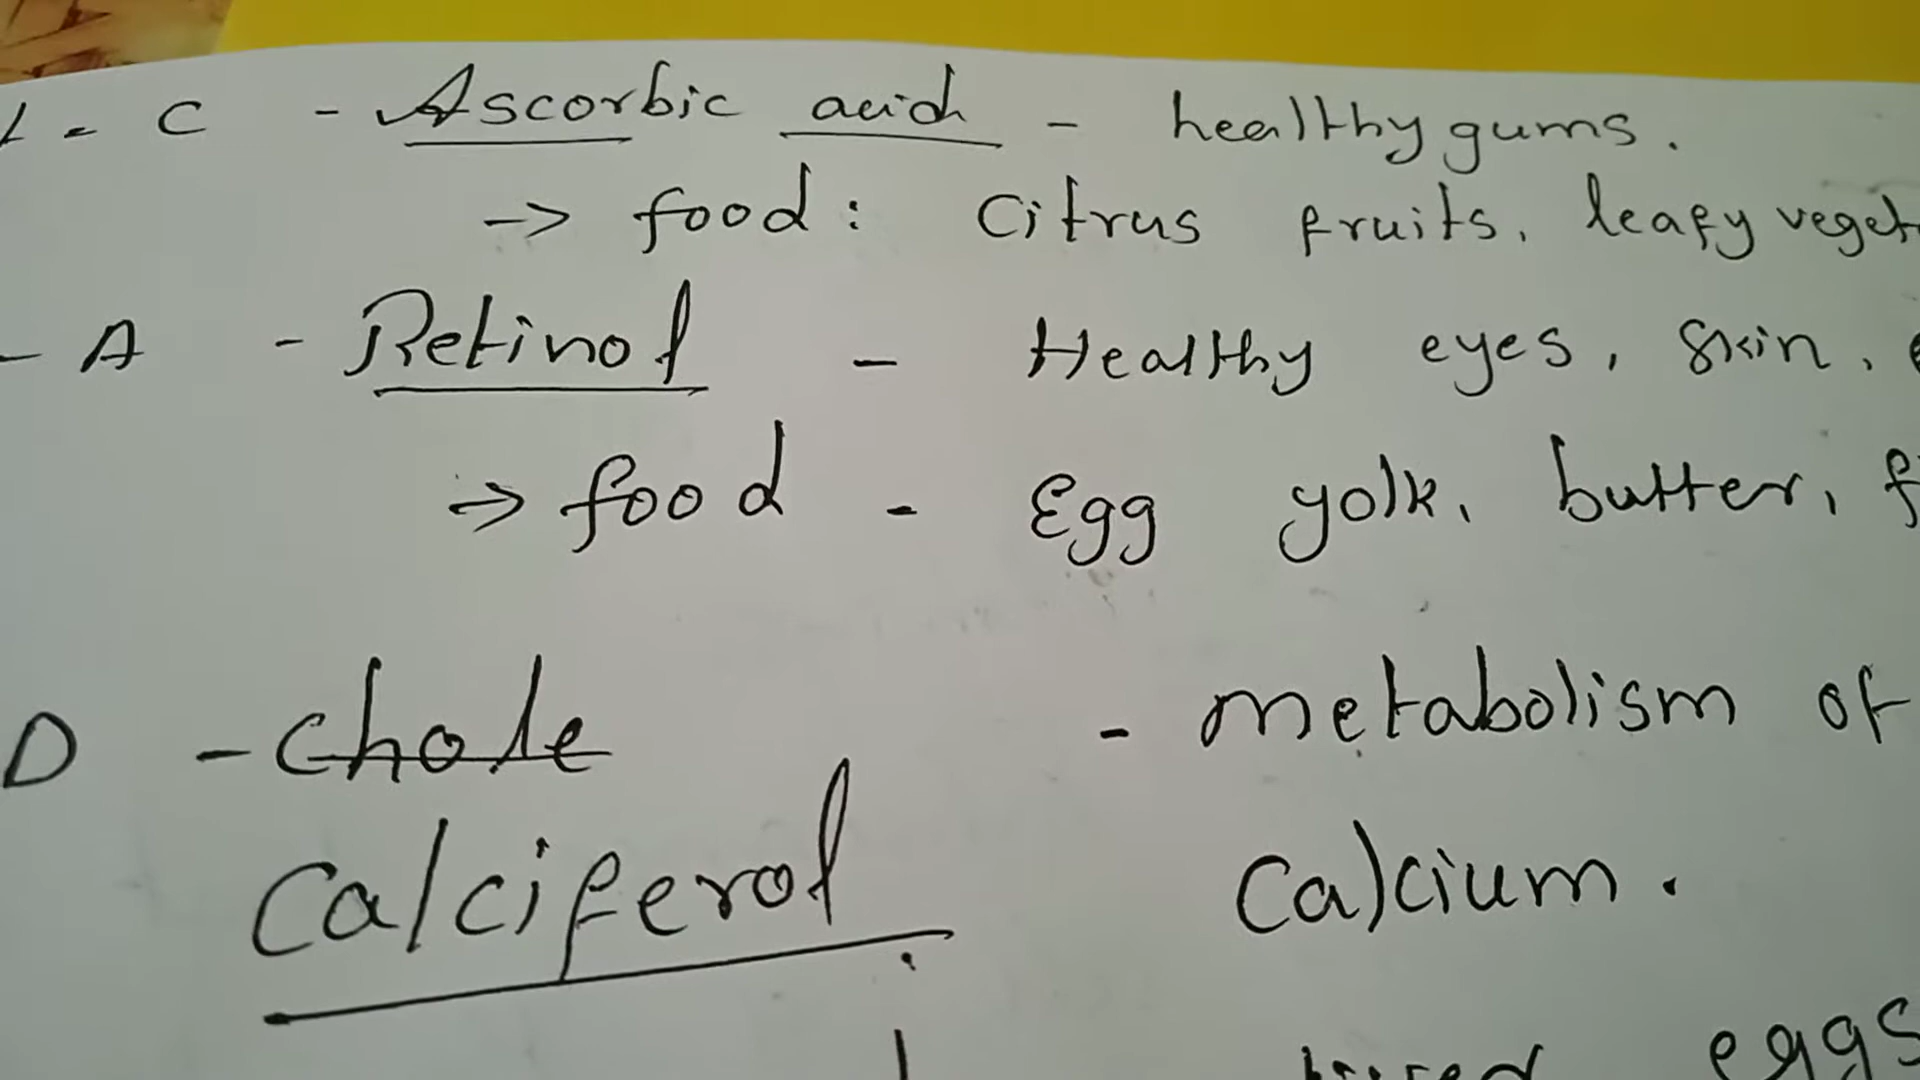 - C - Ascorbic acid - healthy gums.
-> food: Citrus fruits, leafy
- A - Retinol - Healthy eyes, skin,
-> food - Egg yolk, butter,
D - chole - metabolism of
Calciferol calcium.
eggs